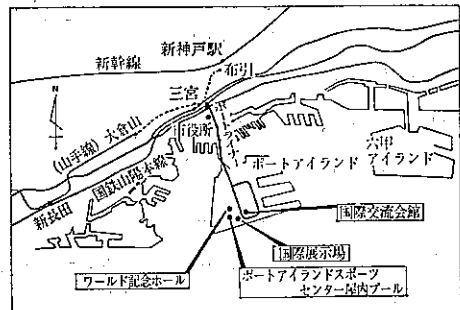 新神戸駅
新幹線
布引
三宮
(山手線) 大倉山
市役所
ポートライナー
六甲
アイランド
ポートアイランド
国鉄山陽本線
新長田
国際交流会館
国際展示場
ワールド記念ホール
ポートアイランドスポーツ
センター屋内プール